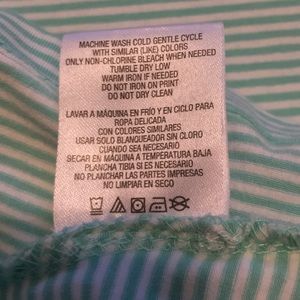 MACHINE WASH COLD GENTLE CYCLE
WITH SIMILAR (LIKE) COLORS
ONLY NON-CHLORINE BLEACH WHEN NEEDED
TUMBLE DRY LOW
WARM IRON IF NEEDED
DO NOT IRON ON PRINT
DO NOT DRY CLEAN
LAVAR A MÁQUINA EN FRÍO Y EN CICLO PARA
ROPA DELICADA
CON COLORES SIMILARES
USAR SOLO BLANQUEADOR SIN CLORO
CUANDO SEA NECESARIO
SECAR EN MÁQUINA A TEMPERATURA BAJA
PLANCHA TIBIA SI ES NECESARIO
NO PLANCHAR LAS PARTES IMPRESAS
NO LIMPIAR EN SECO